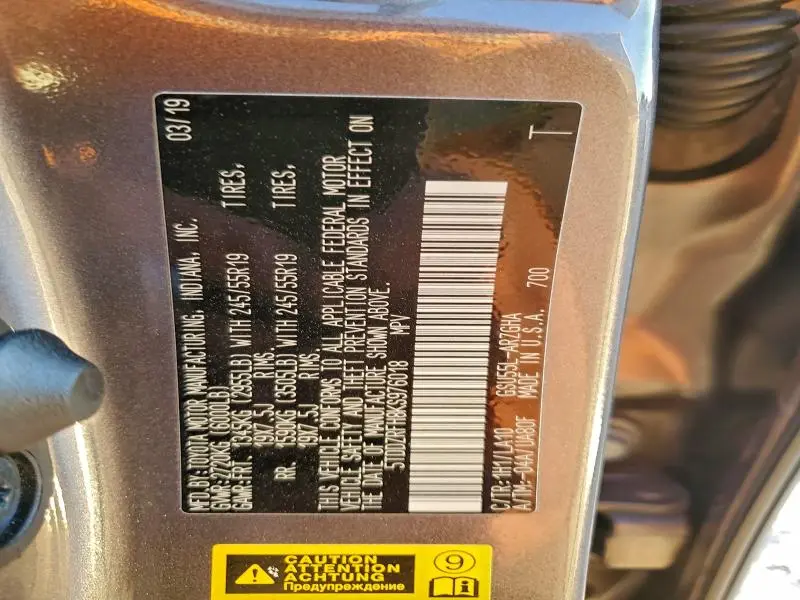 MFD.BY:TOYOTA MOTOR MANUFACTURING, INDIANA, INC. 03/19
GVWR:2720KG (6000LB)
GAWR:FRT 1345KG (2955LB) WITH 245/55R19 TIRES,
19X7.5J RIMS
RR. 1590KG (3505LB) WITH 245/55R19 TIRES,
19X7.5J RIMS.
THIS VEHICLE CONFORMS TO ALL APPLICABLE FEDERAL MOTOR
VEHICLE SAFETY AND THEFT PREVENTION STANDARDS IN EFFECT ON
THE DATE OF MANUFACTURE SHOWN ABOVE.
5TDDZRFH8KS976018 MPV
C/TR:1H1/LA10 GSU55L-ARZGHA
A/TM:-04A/UA80F MADE IN U.S.A. 700
T
CAUTION
ATTENTION
ACHTUNG
Предупреждение
9